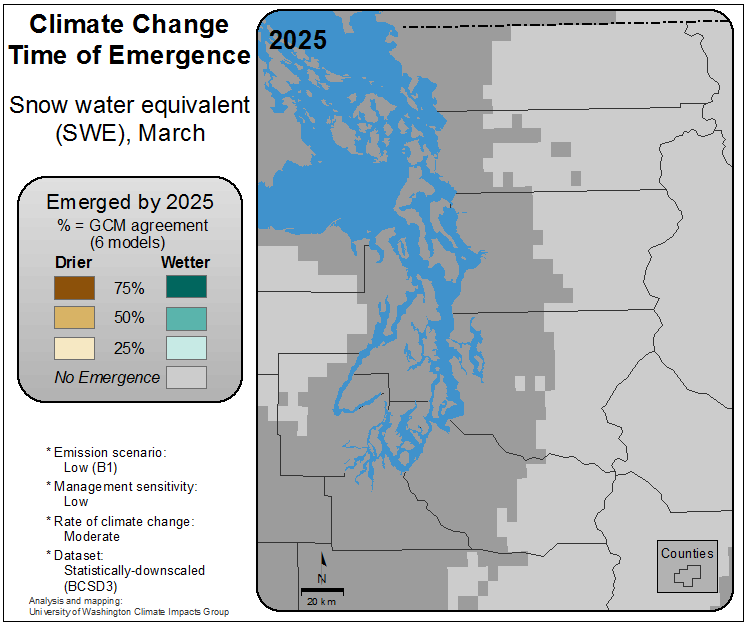 Climate Change
Time of Emergence
Snow water equivalent
(SWE), March
Emerged by 2025
% = GCM agreement
(6 models)
Drier Wetter
75%
50%
25%
No Emergence
* Emission scenario:
Low (B1)
* Management sensitivity:
Low
* Rate of climate change:
Moderate
* Dataset:
Statistically-downscaled
(BCSD3)
Analysis and mapping:
University of Washington Climate Impacts Group
2025
N
20 km
Counties